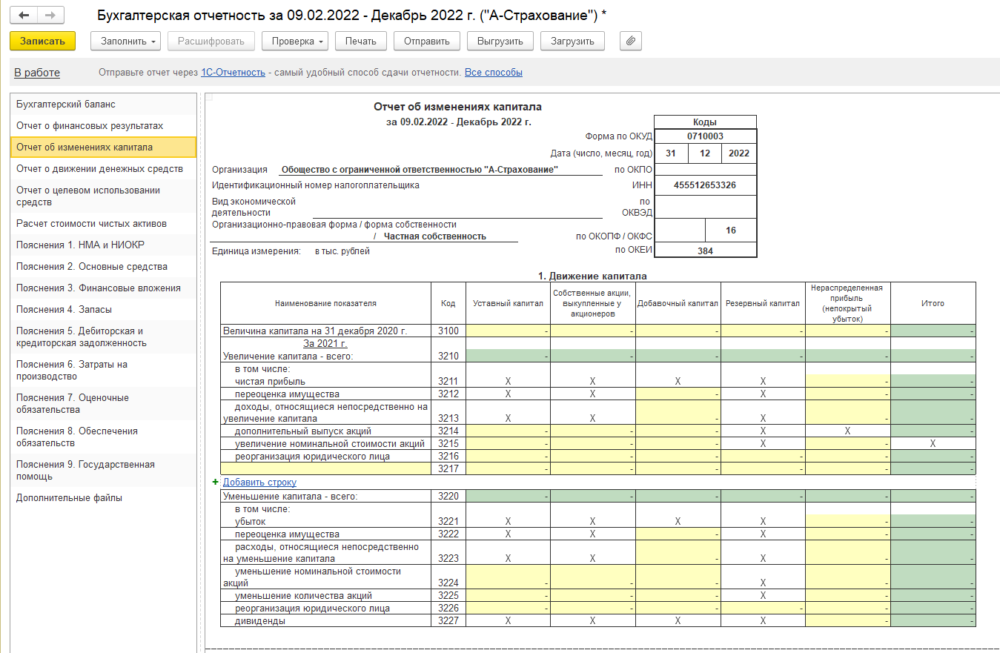 Бухгалтерская отчетность за 09.02.2022 - Декабрь 2022 г. ("А-Страхование") *
Записать Заполнить Расшифровать Проверка Печать Отправить Выгрузить Загрузить
В работе Отправьте отчет через 1С-Отчетность - самый удобный способ сдачи отчетности. Все способы
Бухгалтерский баланс
Отчет о финансовых результатах
Отчет об изменениях капитала
Отчет о движении денежных средств
Отчет о целевом использовании
средств
Расчет стоимости чистых активов
Пояснения 1. НМА и НИОКР
Пояснения 2. Основные средства
Пояснения 3. Финансовые вложения
Пояснения 4. Запасы
Пояснения 5. Дебиторская и
кредиторская задолженность
Пояснения 6. Затраты на
производство
Пояснения 7. Оценочные
обязательства
Пояснения 8. Обеспечения
обязательств
Пояснения 9. Государственная
помощь
Дополнительные файлы
Отчет об изменениях капитала
за 09.02.2022 - Декабрь 2022 г.
Коды
Форма по ОКУД 0710003
Дата (число, месяц, год) 31 12 2022
Организация Общество с ограниченной ответственностью "А-Страхование" по ОКПО
Идентификационный номер налогоплательщика ИНН 455512653326
Вид экономической по
деятельности ОКВЭД
Организационно-правовая форма / форма собственности
/ Частная собственность по ОКОПФ / ОКФС 16
Единица измерения: в тыс. рублей по ОКЕИ 384
1. Движение капитала
Наименование показателя Код Уставный капитал Собственные акции, выкупленные у акционеров Добавочный капитал Резервный капитал Нераспределенная прибыль (непокрытый убыток) Итого
Величина капитала на 31 декабря 2020 г. 3100 - - - - - -
За 2021 г.
Увеличение капитала - всего: 3210 - - - - - -
в том числе:
чистая прибыль 3211 X X X X - -
переоценка имущества 3212 X X - X - -
доходы, относящиеся непосредственно на
увеличение капитала 3213 X X - X - -
дополнительный выпуск акций 3214 - - - X X -
увеличение номинальной стоимости акций 3215 - - - X - X
реорганизация юридического лица 3216 - - - - - -
3217 - - - - - -
+ Добавить строку
Уменьшение капитала - всего: 3220 - - - - - -
в том числе:
убыток 3221 X X X X - -
переоценка имущества 3222 X X - X - -
расходы, относящиеся непосредственно
на уменьшение капитала 3223 X X - X - -
уменьшение номинальной стоимости
акций 3224 - - - X - -
уменьшение количества акций 3225 - - - X - -
реорганизация юридического лица 3226 - - - - - -
дивиденды 3227 X X X X - -